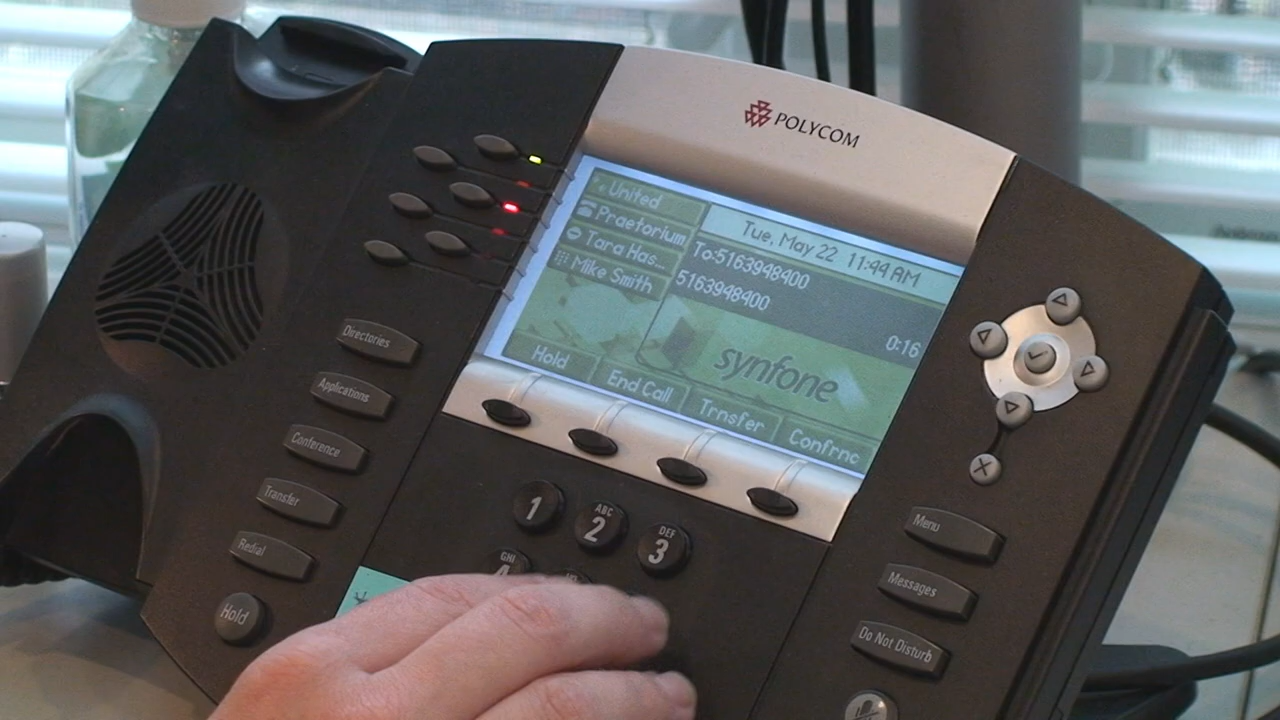 POLYCOM
United
Praetorium
Tara Has...
Mike Smith
Tue, May 22 11:44 AM
To:5163948400
5163948400
0:16
synfone
Hold
End Call
Trnsfer
Confrnc
Directories
Applications
Conference
Transfer
Redial
Hold
1
ABC
2
DEF
3
GHI
4
Menu
Messages
Do Not Disturb